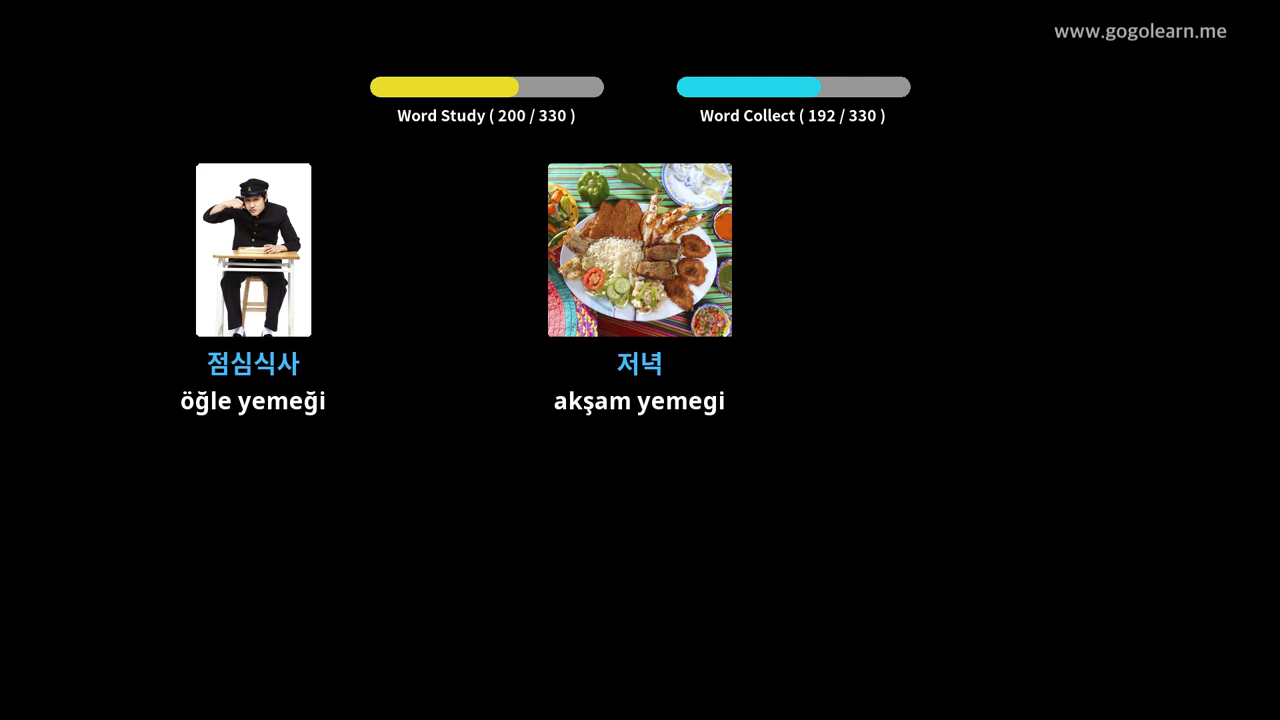 www.gogolearn.me
Word Study ( 200 / 330 )
Word Collect ( 192 / 330 )
점심식사
저녁
öğle yemeği
akşam yemegi